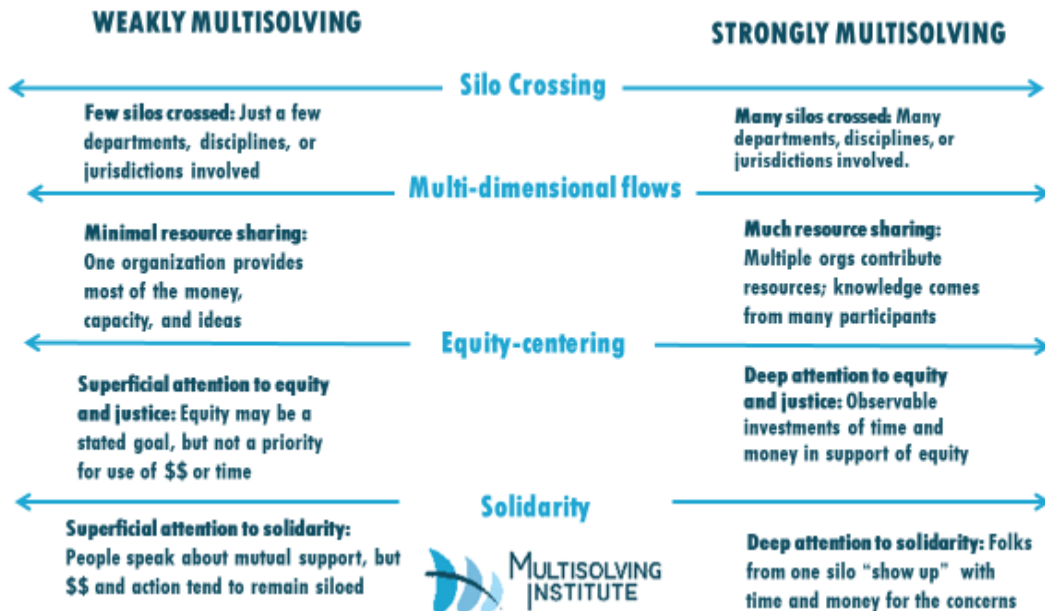 WEAKLY MULTISOLVING
STRONGLY MULTISOLVING
Silo Crossing
Few silos crossed: Just a few
departments, disciplines, or
jurisdictions involved
Many silos crossed: Many
departments, disciplines, or
jurisdictions involved.
Multi-dimensional flows
Minimal resource sharing:
One organization provides
most of the money,
capacity, and ideas
Much resource sharing:
Multiple orgs contribute
resources; knowledge comes
from many participants
Equity-centering
Superficial attention to equity
and justice: Equity may be a
stated goal, but not a priority
for use of $$ or time
Deep attention to equity
and justice: Observable
investments of time and
money in support of equity
Solidarity
Superficial attention to solidarity:
People speak about mutual support, but
$$ and action tend to remain siloed
Deep attention to solidarity: Folks
from one silo “show up” with
time and money for the concerns
MULTISOLVING
INSTITUTE